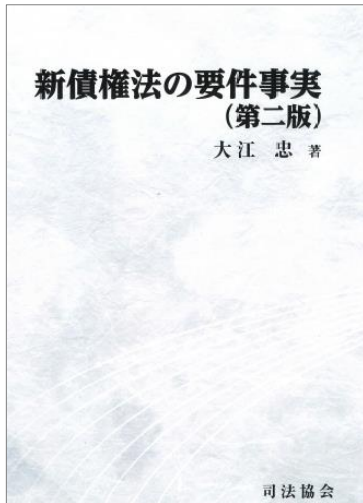 新債権法の要件事実
（第二版）
大江 忠 著
司法協会